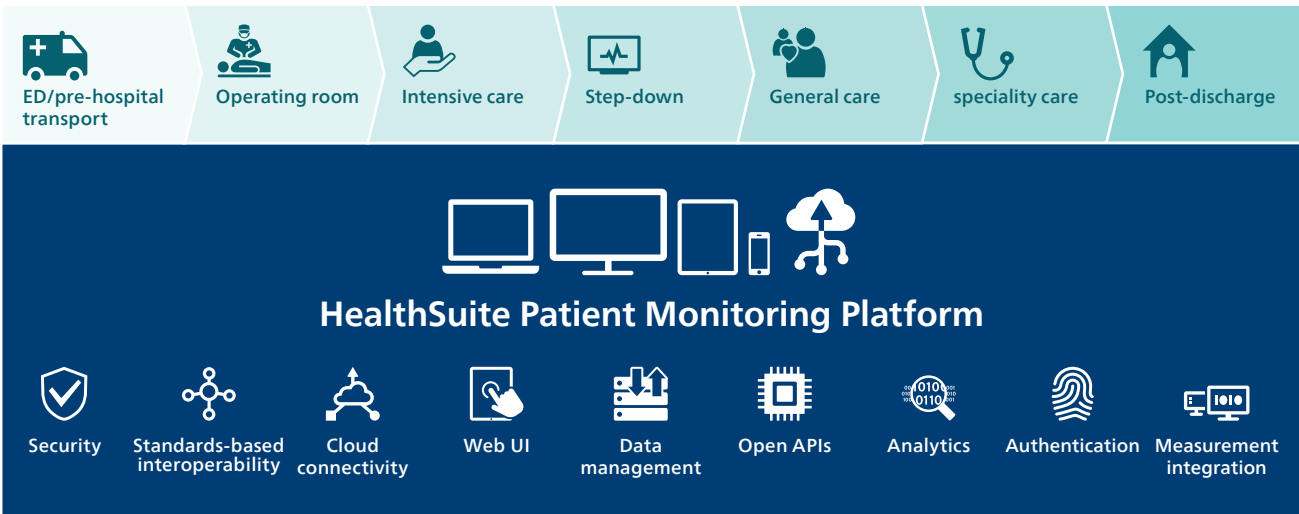 ED/pre-hospital
transport
Operating room
Intensive care
Step-down
General care
speciality care
Post-discharge
HealthSuite Patient Monitoring Platform
Security
Standards-based
interoperability
Cloud
connectivity
Web UI
Data
management
Open APIs
Analytics
Authentication
Measurement
integration